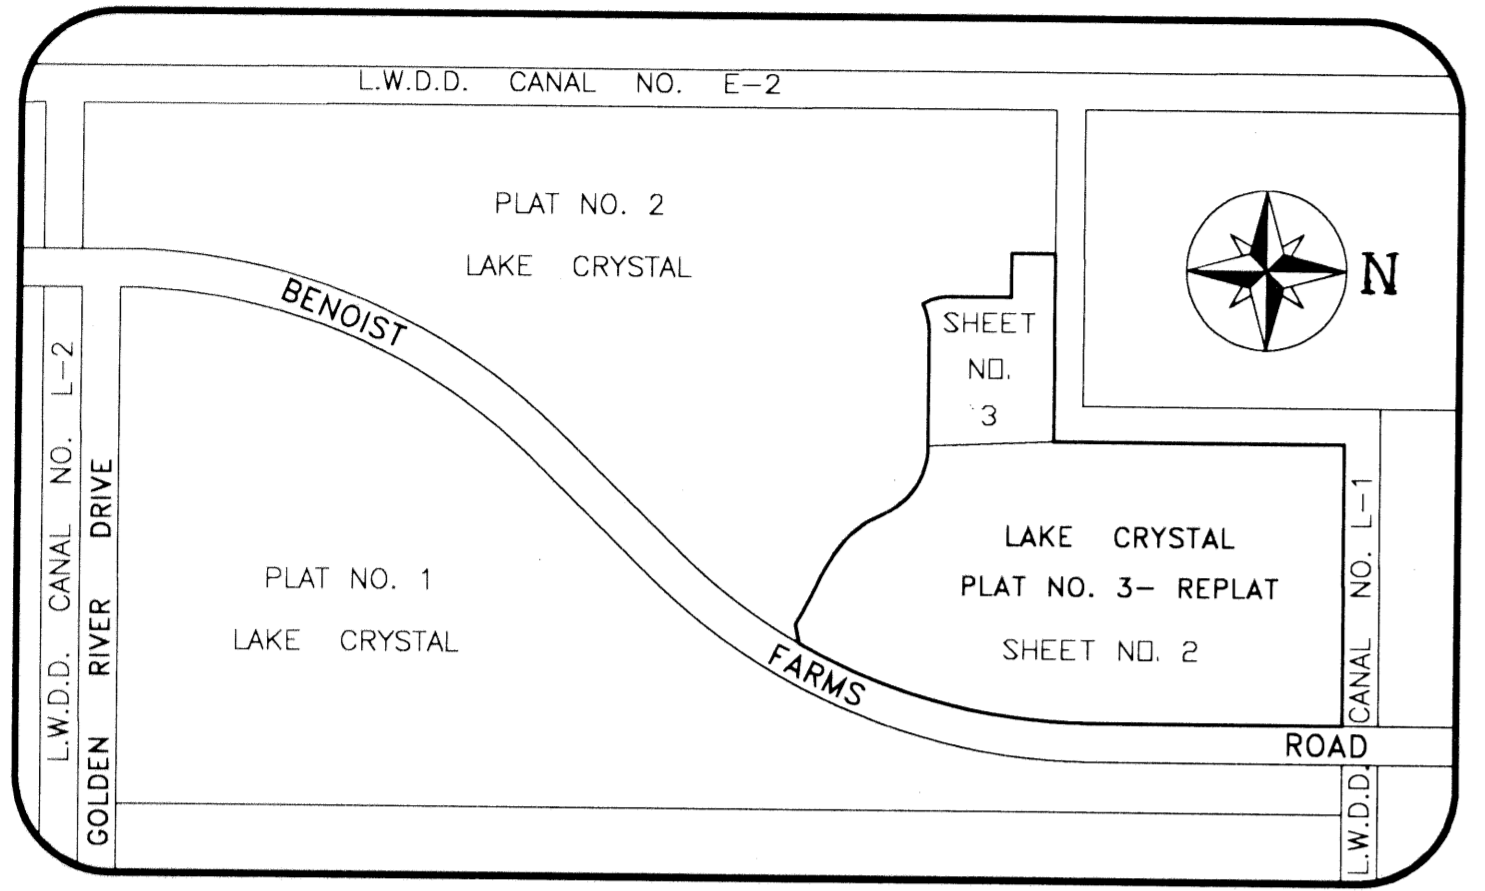 L.W.D.D. CANAL NO. E-2
PLAT NO. 2
LAKE CRYSTAL
N
BENOIST
SHEET
NO.
3
L.W.D.D. CANAL NO. L-2
GOLDEN RIVER DRIVE
PLAT NO. 1
LAKE CRYSTAL
LAKE CRYSTAL
PLAT NO. 3- REPLAT
SHEET NO. 2
FARMS
ROAD
L.W.D.D. CANAL NO. L-1